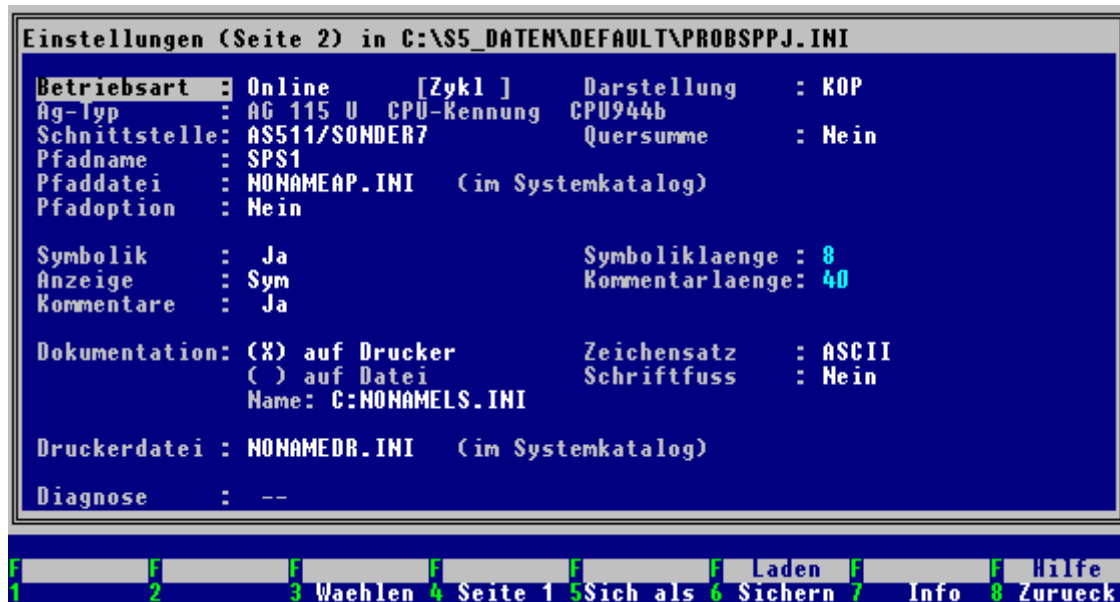 Einstellungen (Seite 2) in C:\S5_DATEN\DEFAULT\PROBSPPJ.INI
Betriebsart : Online [Zykl ] Darstellung : KOP
Ag-Typ : AG 115 U CPU-Kennung CPU944b
Schnittstelle: AS511/SONDER7 Quersumme : Nein
Pfadname : SPS1
Pfaddatei : NONAMEAP.INI (im Systemkatalog)
Pfadoption : Nein
Symbolik : Ja Symboliklaenge : 8
Anzeige : Sym Kommentarlaenge: 40
Kommentare : Ja
Dokumentation: (X) auf Drucker Zeichensatz : ASCII
( ) auf Datei Schriftfuss : Nein
Name: C:NONAMELS.INI
Druckerdatei : NONAMEDR.INI (im Systemkatalog)
Diagnose : --
F F F F F F Laden F F Hilfe
1 2 3 Waehlen 4 Seite 1 5Sich als 6 Sichern 7 Info 8 Zurueck